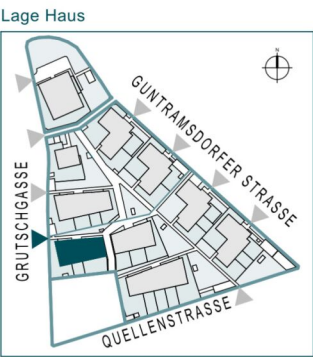 Lage Haus
N
GUNTRAMSDORFER STRASSE
GRUTSCHGASSE
QUELLENSTRASSE